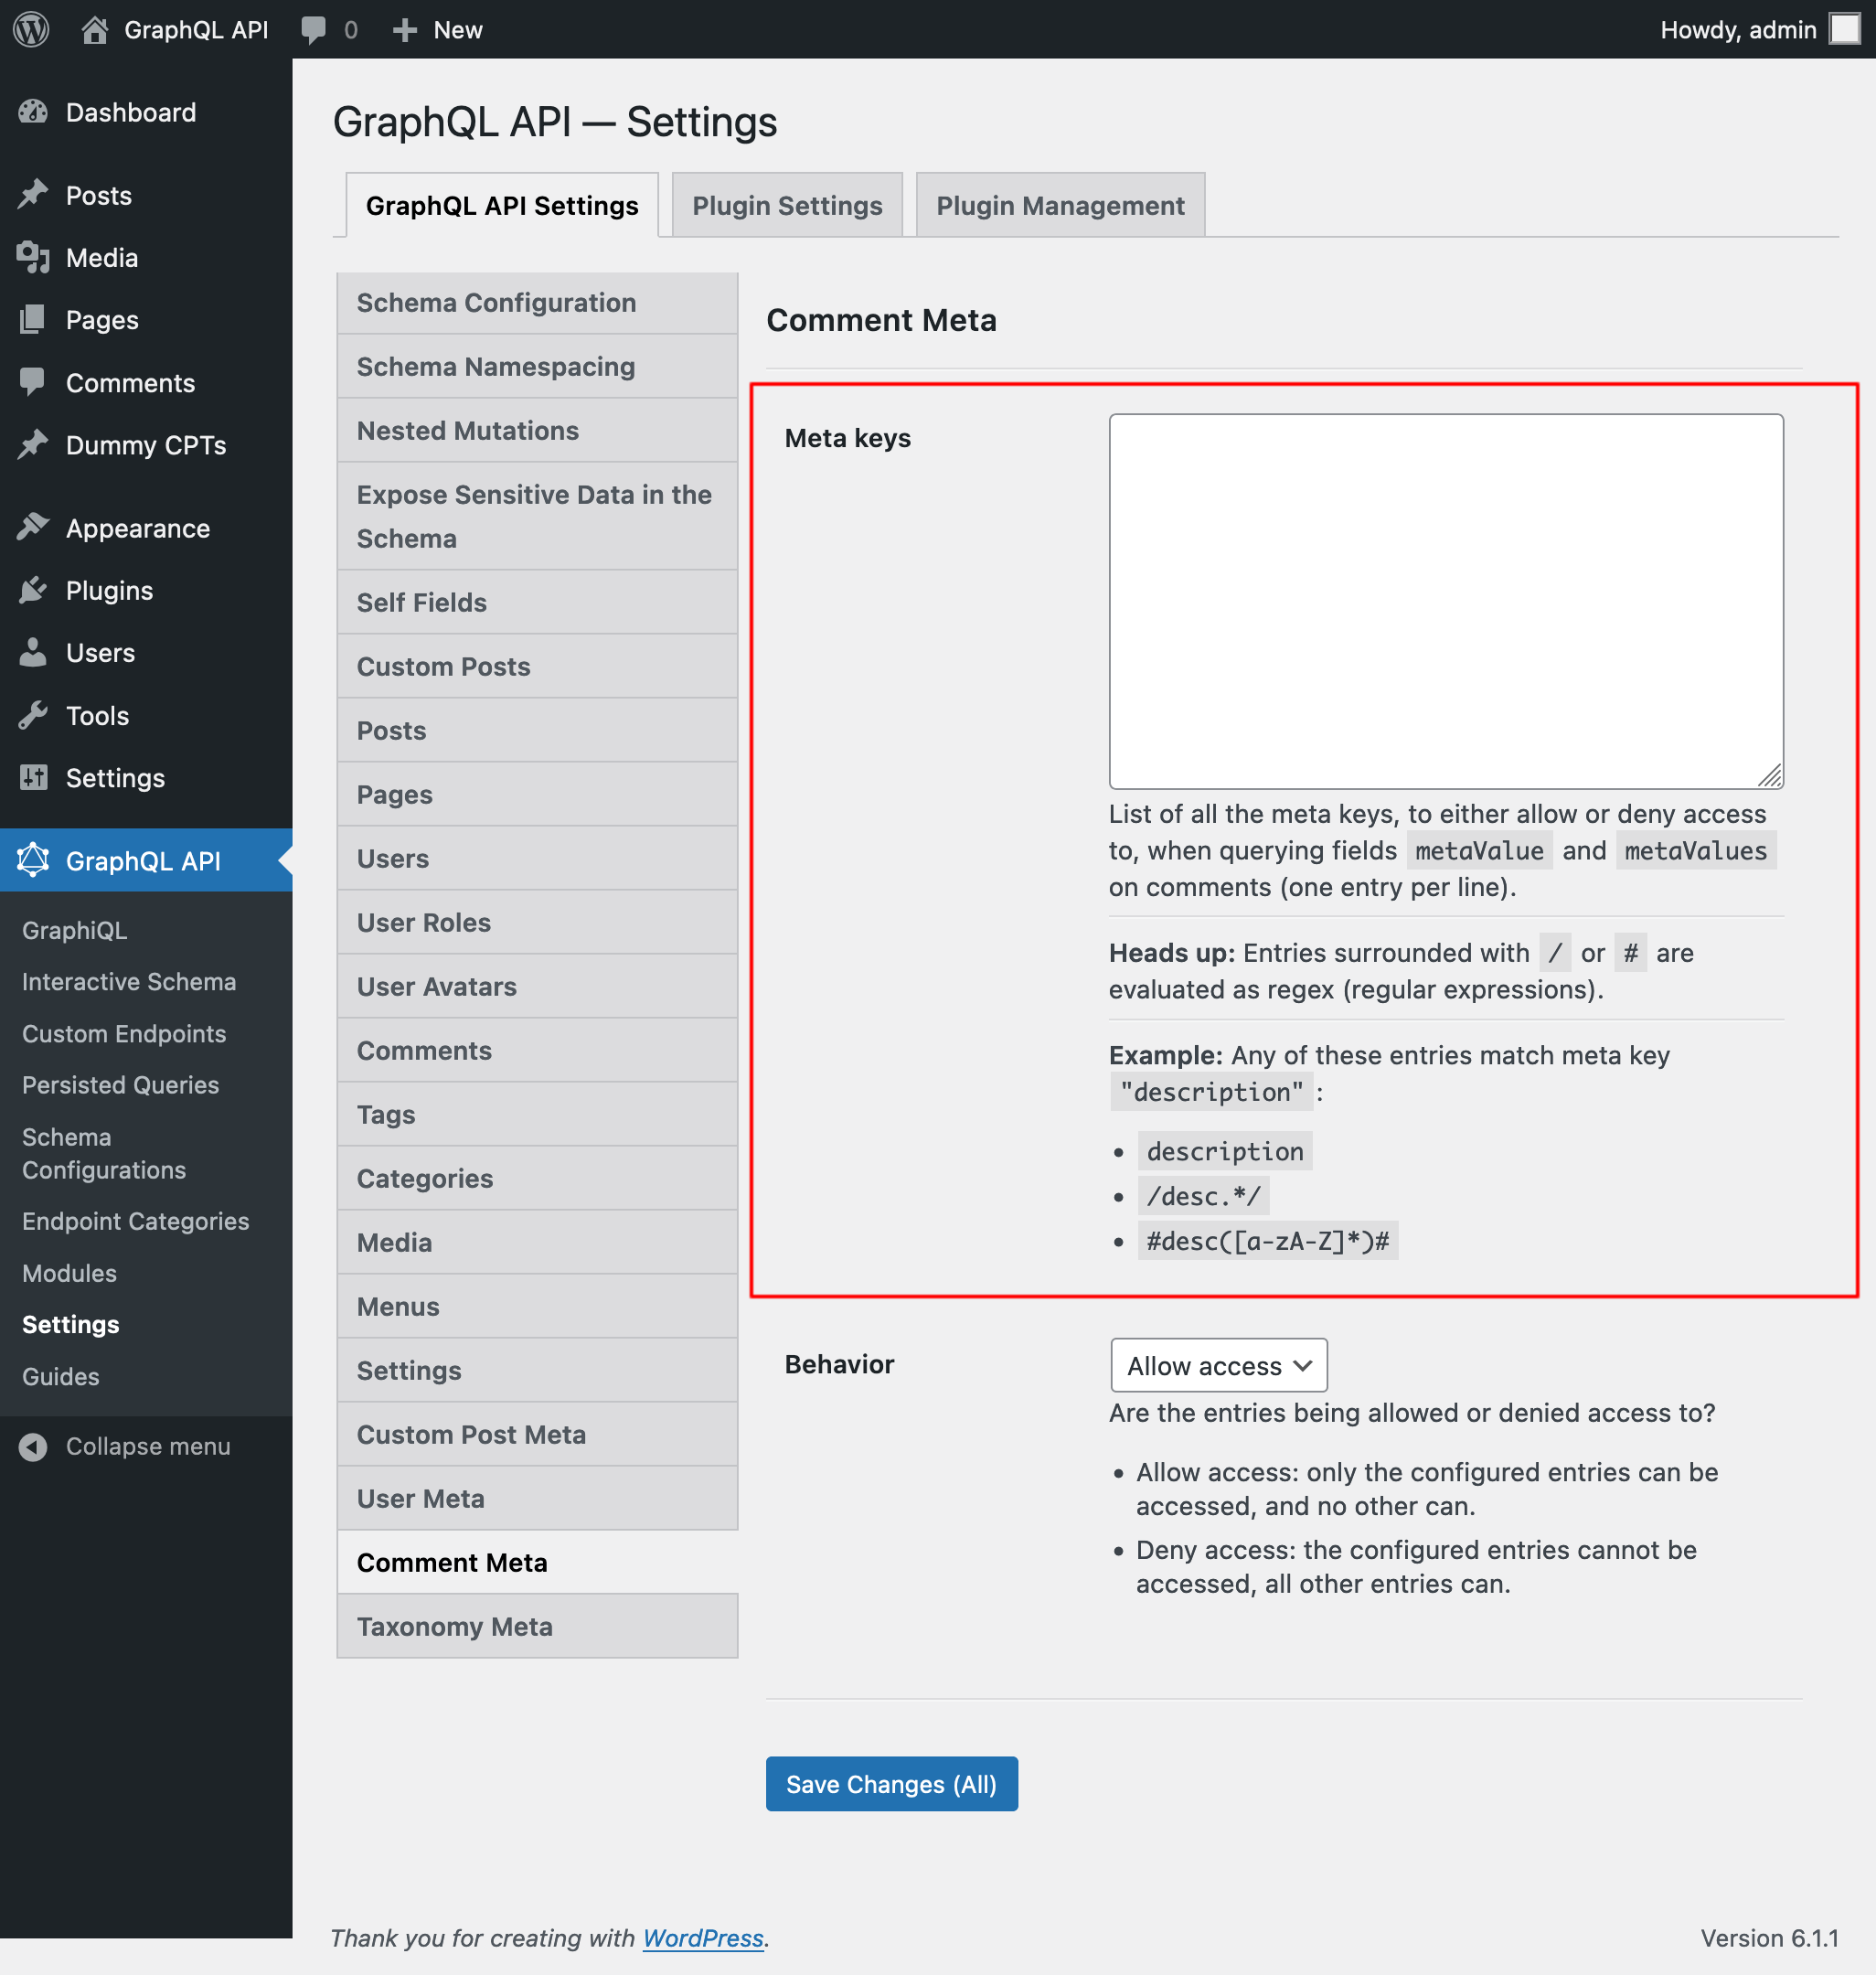 GraphQL API
0
New
Howdy, admin
Dashboard
Posts
Media
Pages
Comments
Dummy CPTs
Appearance
Plugins
Users
Tools
Settings
GraphQL API
GraphiQL
Interactive Schema
Custom Endpoints
Persisted Queries
Schema
Configurations
Endpoint Categories
Modules
Settings
Guides
Collapse menu
GraphQL API — Settings
GraphQL API Settings
Plugin Settings
Plugin Management
Schema Configuration
Schema Namespacing
Nested Mutations
Expose Sensitive Data in the
Schema
Self Fields
Custom Posts
Posts
Pages
Users
User Roles
User Avatars
Comments
Tags
Categories
Media
Menus
Settings
Custom Post Meta
User Meta
Comment Meta
Taxonomy Meta
Comment Meta
Meta keys
List of all the meta keys, to either allow or deny access
to, when querying fields metaValue and metaValues
on comments (one entry per line).
Heads up: Entries surrounded with / or # are
evaluated as regex (regular expressions).
Example: Any of these entries match meta key
"description" :
• description
• /desc.*/
• #desc([a-zA-Z]*)#
Behavior
Allow access
Are the entries being allowed or denied access to?
• Allow access: only the configured entries can be
accessed, and no other can.
• Deny access: the configured entries cannot be
accessed, all other entries can.
Save Changes (All)
Thank you for creating with WordPress.
Version 6.1.1